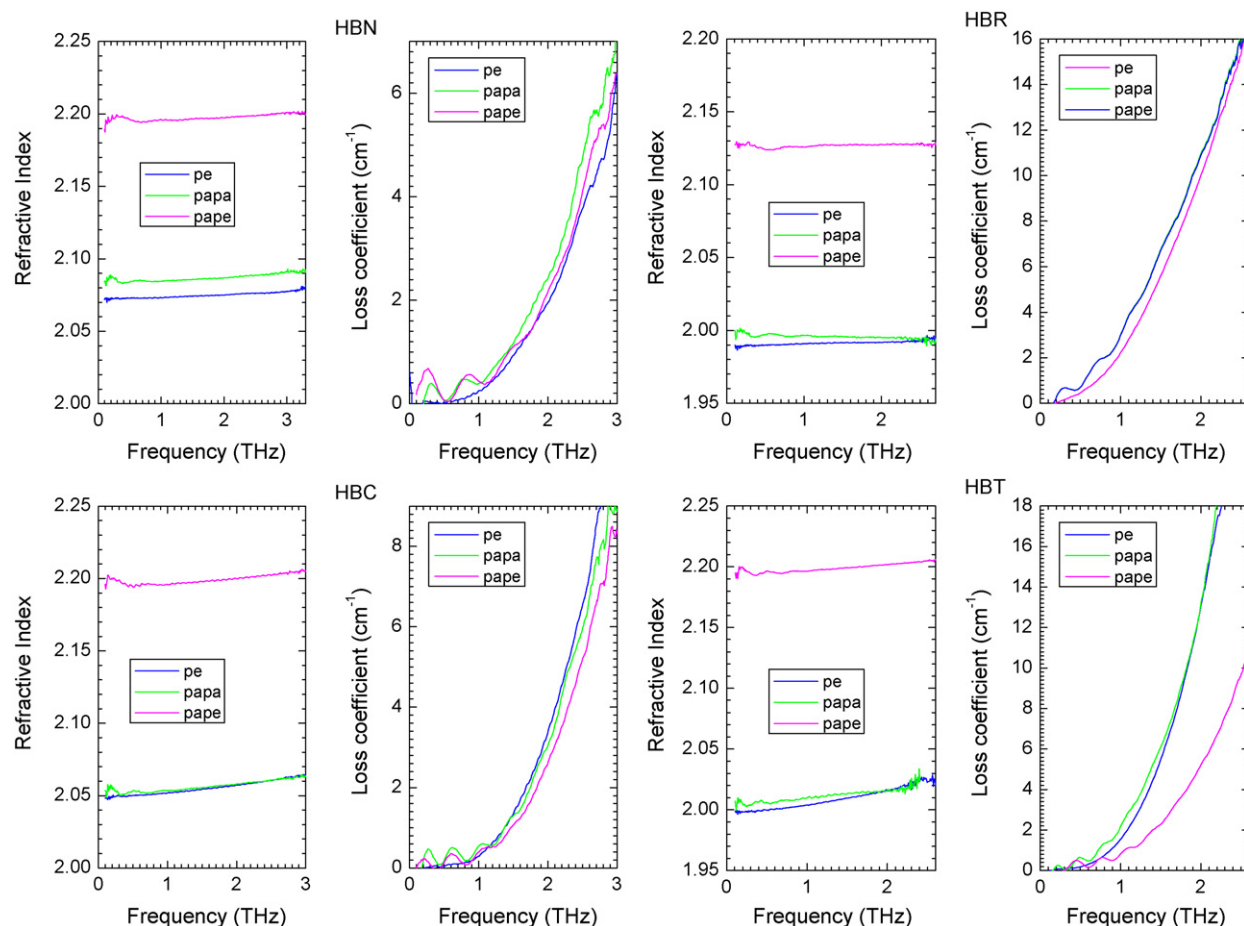 HBN
2.25
2.20
2.15
2.10
2.05
2.00
Refractive Index
pe
papa
pape
0 1 2 3
Frequency (THz)
6
4
2
0
Loss coefficient (cm⁻¹)
pe
papa
pape
0 1 2 3
Frequency (THz)
HBR
2.20
2.15
2.10
2.05
2.00
1.95
Refractive Index
pe
papa
pape
0 1 2
Frequency (THz)
16
14
12
10
8
6
4
2
0
Loss coefficient (cm⁻¹)
pe
papa
pape
0 1 2
Frequency (THz)
HBC
2.25
2.20
2.15
2.10
2.05
2.00
Refractive Index
pe
papa
pape
0 1 2 3
Frequency (THz)
8
6
4
2
0
Loss coefficient (cm⁻¹)
pe
papa
pape
0 1 2 3
Frequency (THz)
HBT
2.25
2.20
2.15
2.10
2.05
2.00
1.95
Refractive Index
pe
papa
pape
0 1 2
Frequency (THz)
18
16
14
12
10
8
6
4
2
0
Loss coefficient (cm⁻¹)
pe
papa
pape
0 1 2
Frequency (THz)